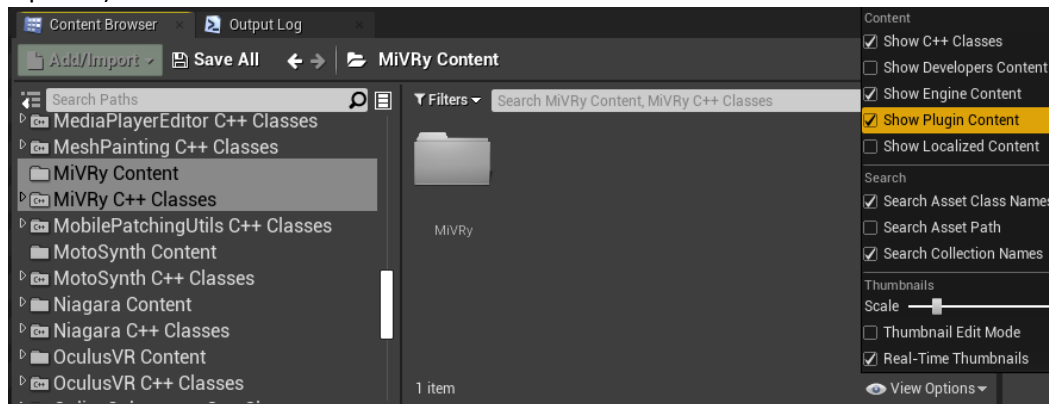 Content Browser
Output Log
Add/Import
Save All
MiVRy Content
Search Paths
MediaPlayerEditor C++ Classes
MeshPainting C++ Classes
MiVRy Content
MiVRy C++ Classes
MobilePatchingUtils C++ Classes
MotoSynth Content
MotoSynth C++ Classes
Niagara Content
Niagara C++ Classes
OculusVR Content
OculusVR C++ Classes
Filters
Search MiVRy Content, MiVRy C++ Classes
MiVRy
1 item
Content
Show C++ Classes
Show Developers Content
Show Engine Content
Show Plugin Content
Show Localized Content
Search
Search Asset Class Names
Search Asset Path
Search Collection Names
Thumbnails
Scale
Thumbnail Edit Mode
Real-Time Thumbnails
View Options